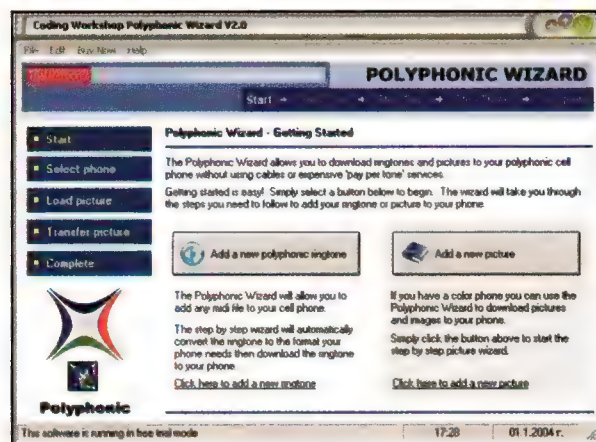 Coding Workshop Polyphonic Wizard V2.0
File Edit Buy Now Help
POLYPHONIC WIZARD
Start
Start
Select phone
Load picture
Transfer picture
Complete
Polyphonic Wizard - Getting Started
The Polyphonic Wizard allows you to download ringtones and pictures to your polyphonic cell
phone without using cables or expensive 'pay per tone' services.
Getting started is easy! Simply select a button below to begin. The wizard will take you through
the steps you need to follow to add your ringtone or picture to your phone.
Add a new polyphonic ringtone
The Polyphonic Wizard will allow you to
add any midi file to your cell phone.
The step by step wizard will automatically
convert the ringtone to the format your
phone needs then download the ringtone
to your phone.
Click here to add a new ringtone
Add a new picture
If you have a color phone you can use the
Polyphonic Wizard to download pictures
and images to your phone.
Simply click the button above to start the
step by step picture wizard.
Click here to add a new picture
Polyphonic
This software is running in free trial mode
17:28
01.1.2004 г.